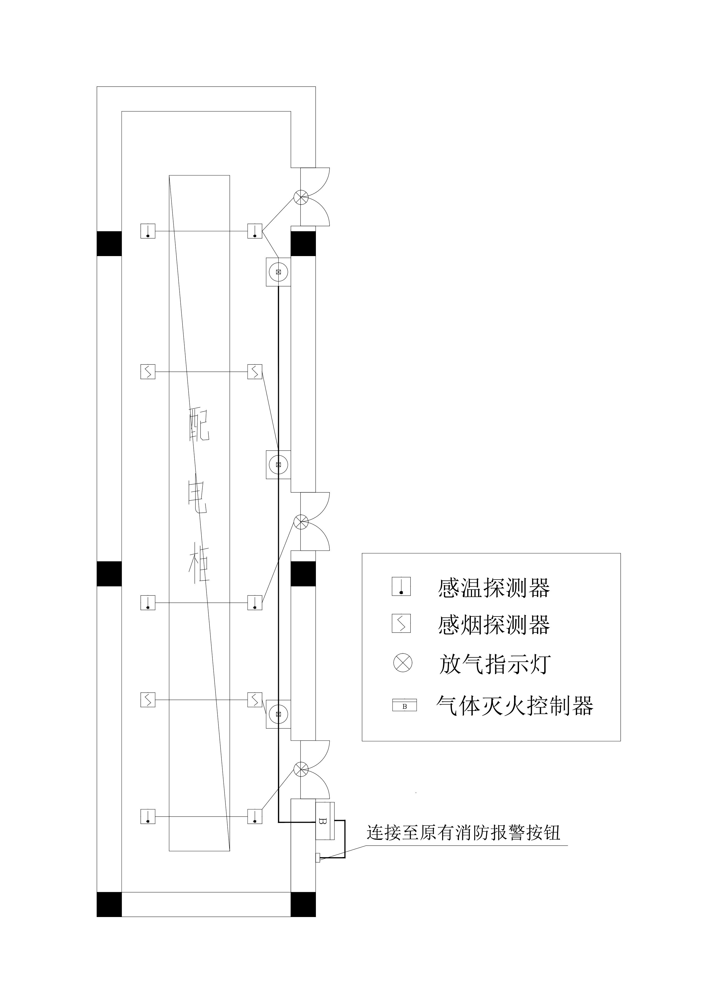 配电柜
感温探测器
感烟探测器
放气指示灯
B
气体灭火控制器
B
连接至原有消防报警按钮